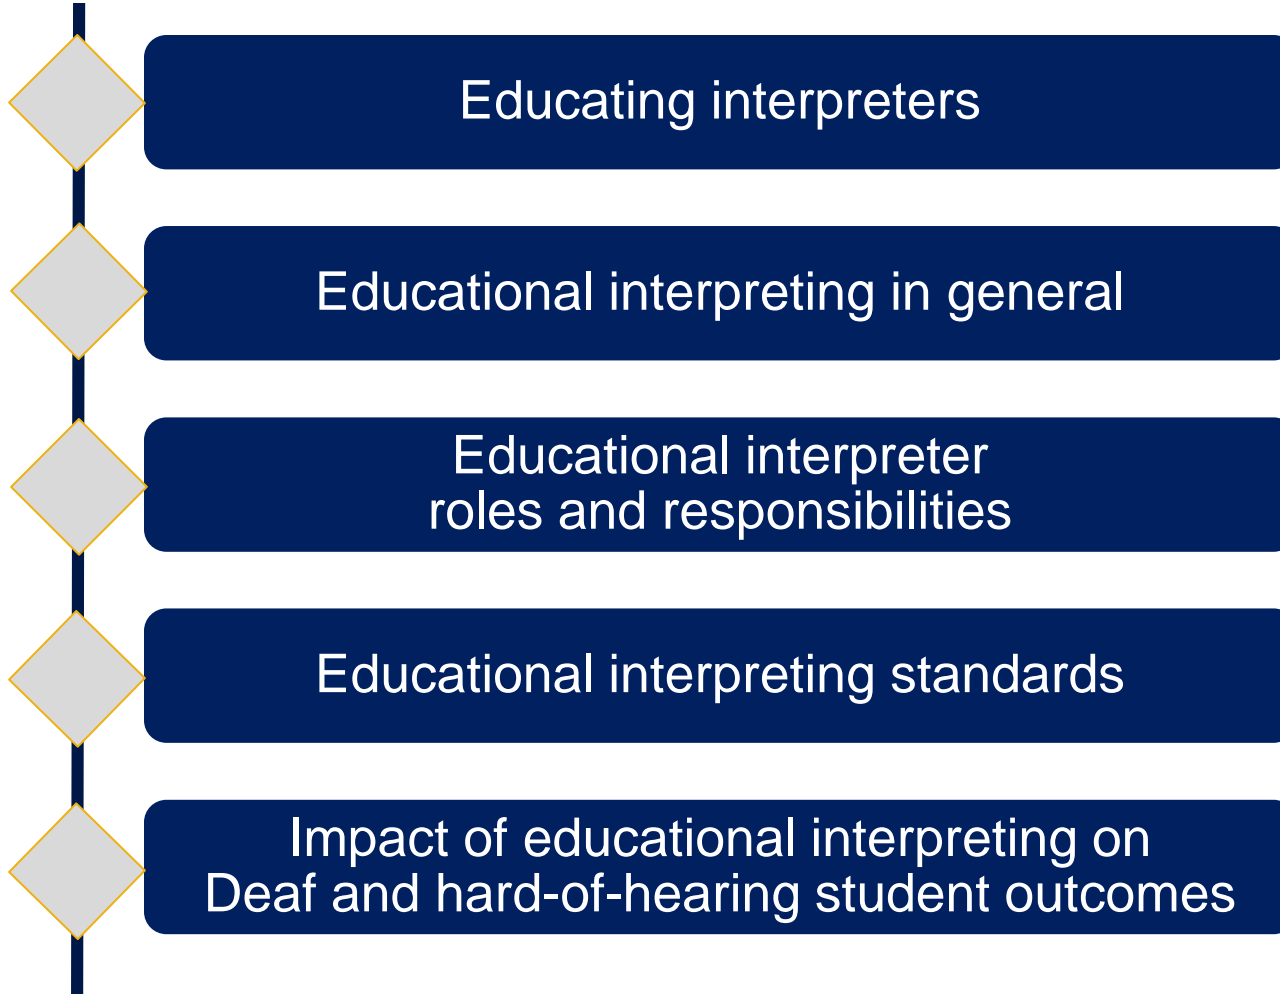 Educating interpreters
Educational interpreting in general
Educational interpreter
roles and responsibilities
Educational interpreting standards
Impact of educational interpreting on
Deaf and hard-of-hearing student outcomes